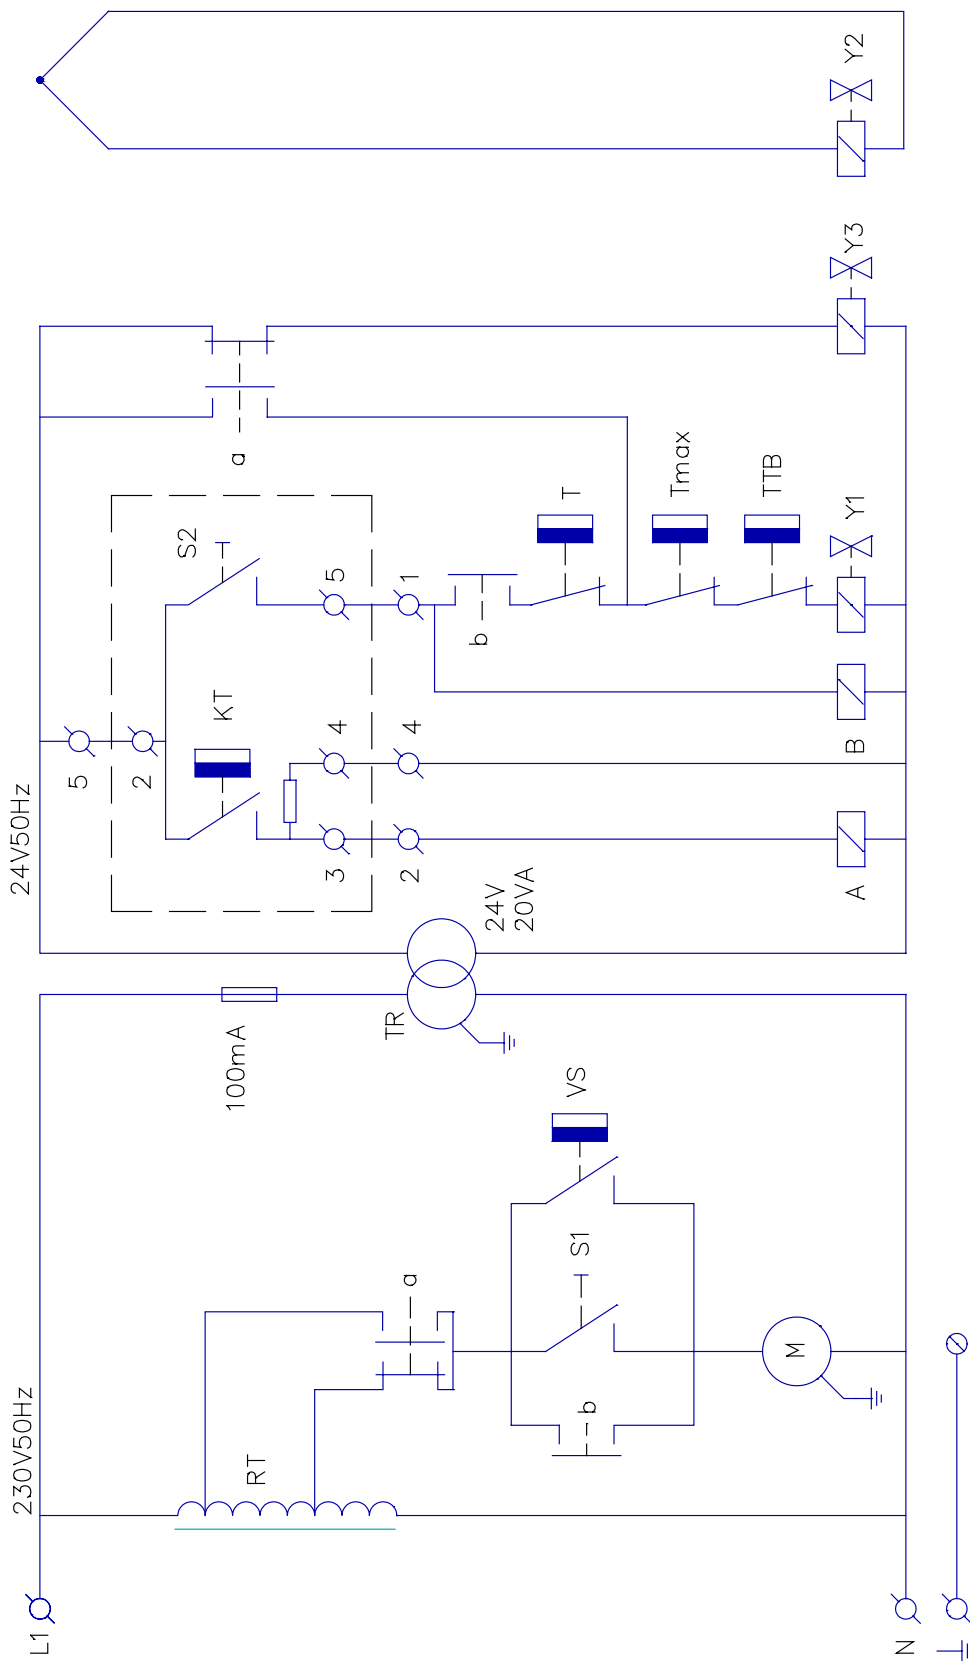 Y2
Y3
a
S2
T
Tmax
TTB
Y1
5
1
b
KT
5
2
4
4
B
24V50Hz
3
2
A
24V
20VA
TR
100mA
VS
S1
a
M
b
230V50Hz
RT
L1
N